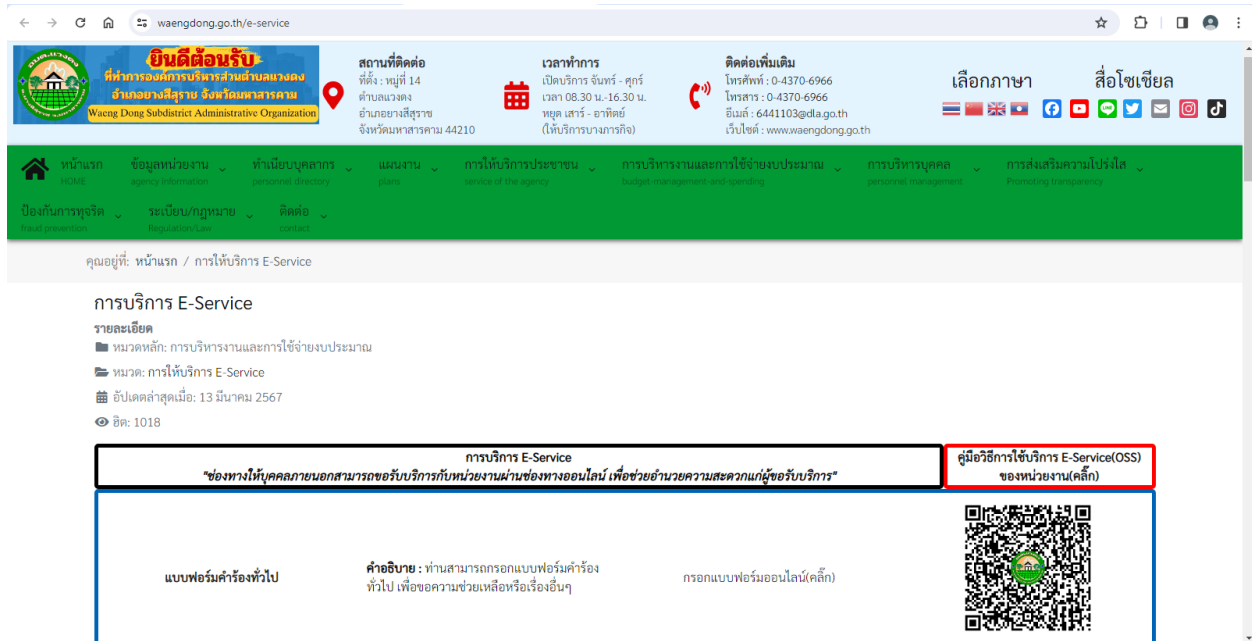 waengdong.go.th/e-service
ยินดีต้อนรับ
ที่ทำการองค์การบริหารส่วนตำบลแวงดง
อำเภอยางสีสุราช จังหวัดมหาสารคาม
Waeng Dong Subdistrict Administrative Organization
สถานที่ติดต่อ
ที่ตั้ง : หมู่ที่ 14
ตำบลแวงดง
อำเภอยางสีสุราช
จังหวัดมหาสารคาม 44210
เวลาทำการ
เปิดบริการ จันทร์ - ศุกร์
เวลา 08.30 น.-16.30 น.
หยุด เสาร์ - อาทิตย์
(ให้บริการบางภารกิจ)
ติดต่อเพิ่มเติม
โทรศัพท์ : 0-4370-6966
โทรสาร : 0-4370-6966
อีเมล์ : 6441103@dla.go.th
เว็บไซต์ : www.waengdong.go.th
เลือกภาษา
สื่อโซเชียล
หน้าแรก ข้อมูลหน่วยงาน ทำเนียบบุคลากร แผนงาน การให้บริการประชาชน การบริหารงานและการใช้จ่ายงบประมาณ การบริหารบุคคล การส่งเสริมความโปร่งใส
HOME agency information personnel directory plans service of the agency budget-management-and-spending personnel management Promoting transparency
ป้องกันการทุจริต ระเบียบ/กฎหมาย ติดต่อ
fraud prevention Regulation/Law contact
คุณอยู่ที่: หน้าแรก / การให้บริการ E-Service
การบริการ E-Service
รายละเอียด
หมวดหลัก: การบริหารงานและการใช้จ่ายงบประมาณ
หมวด: การให้บริการ E-Service
อัปเดตล่าสุดเมื่อ: 13 มีนาคม 2567
ฮิต: 1018
การบริการ E-Service
"ช่องทางให้บุคคลภายนอกสามารถขอรับบริการกับหน่วยงานผ่านช่องทางออนไลน์ เพื่อช่วยอำนวยความสะดวกแก่ผู้ขอรับบริการ"
คู่มือวิธีการใช้บริการ E-Service(OSS)
ของหน่วยงาน(คลิ๊ก)
แบบฟอร์มคำร้องทั่วไป
คำอธิบาย : ท่านสามารถกรอกแบบฟอร์มคำร้อง
ทั่วไป เพื่อขอความช่วยเหลือหรือเรื่องอื่นๆ
กรอกแบบฟอร์มออนไลน์(คลิ๊ก)